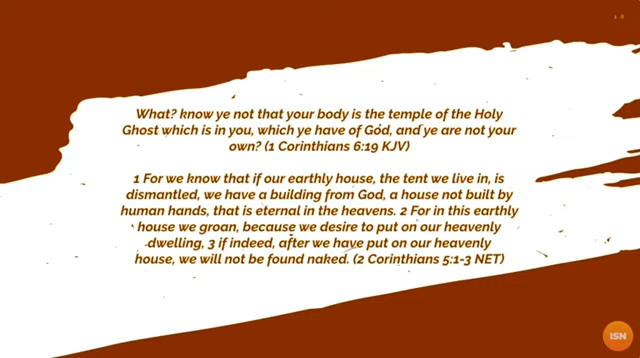 What? know ye not that your body is the temple of the Holy
Ghost which is in you, which ye have of God, and ye are not your
own? (1 Corinthians 6:19 KJV)
1 For we know that if our earthly house, the tent we live in, is
dismantled, we have a building from God, a house not built by
human hands, that is eternal in the heavens. 2 For in this earthly
house we groan, because we desire to put on our heavenly
dwelling, 3 if indeed, after we have put on our heavenly
house, we will not be found naked. (2 Corinthians 5:1-3 NET)
ISN